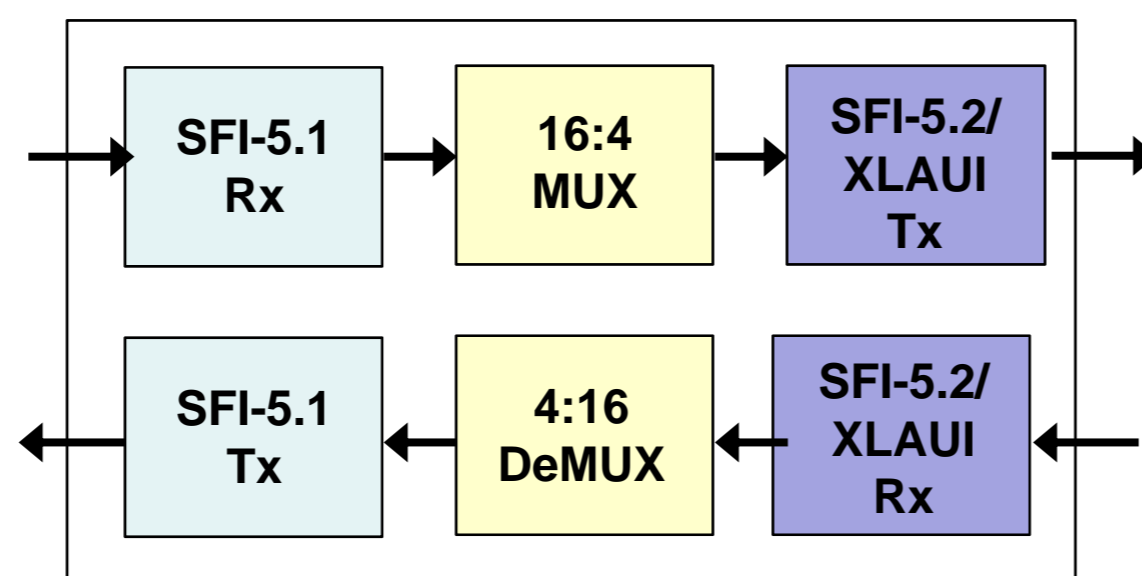 SFI-5.1
Rx
16:4
MUX
SFI-5.2/
XLAUI
Tx
SFI-5.1
Tx
4:16
DeMUX
SFI-5.2/
XLAUI
Rx